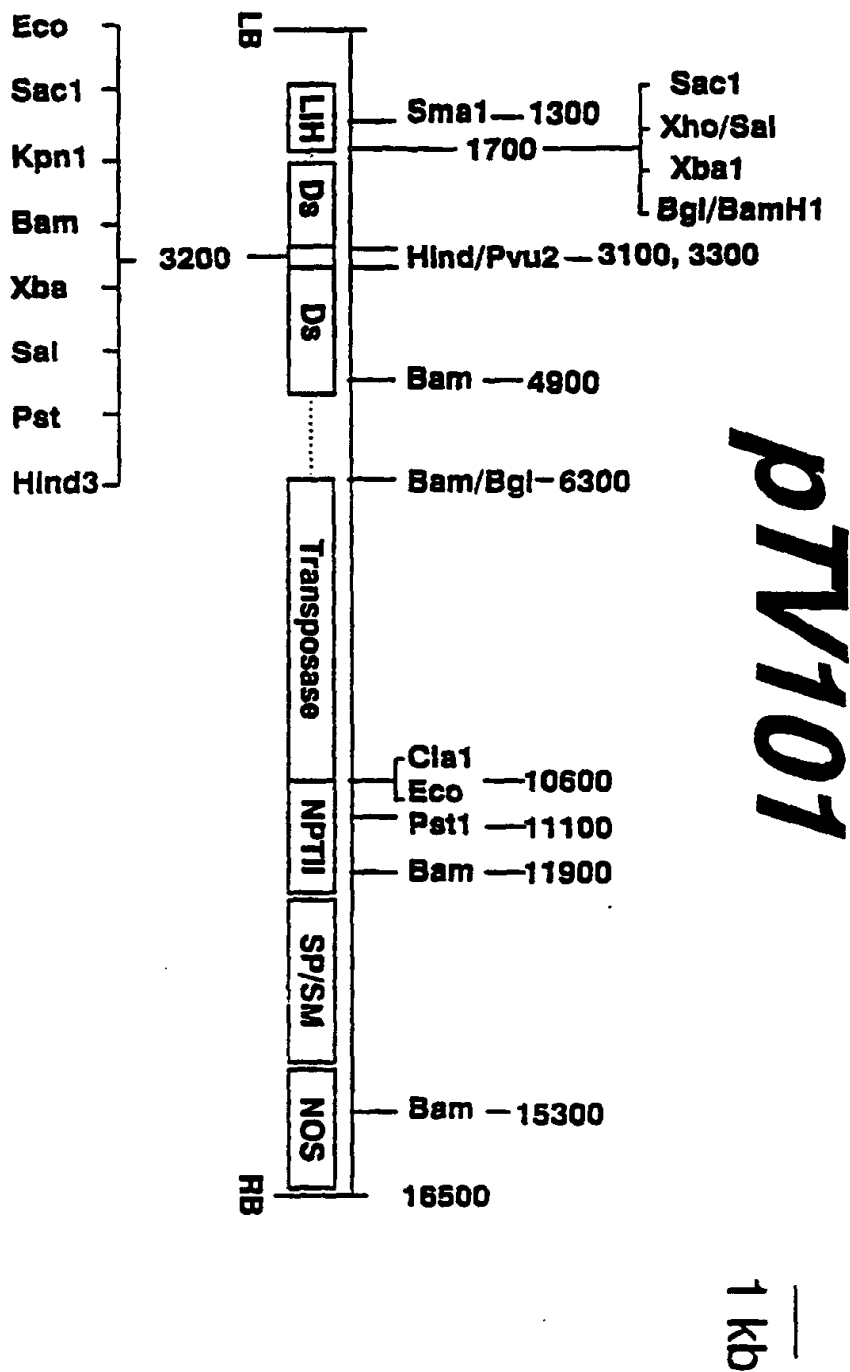 Eco
Sac1
Kpn1
Bam
Xba
Sal
Pst
Hind3
3200
LB
LIH
Ds
Ds
Transposase
NPTII
SP/SM
NOS
RB
Sma1—1300
1700
Sac1
Xho/Sal
Xba1
Bgl/BamH1
Hind/Pvu2—3100, 3300
Bam—4900
Bam/Bgl—6300
Cla1
Eco
—10600
Pst1—11100
Bam—11900
Bam—15300
16500
pTV101
1 kb